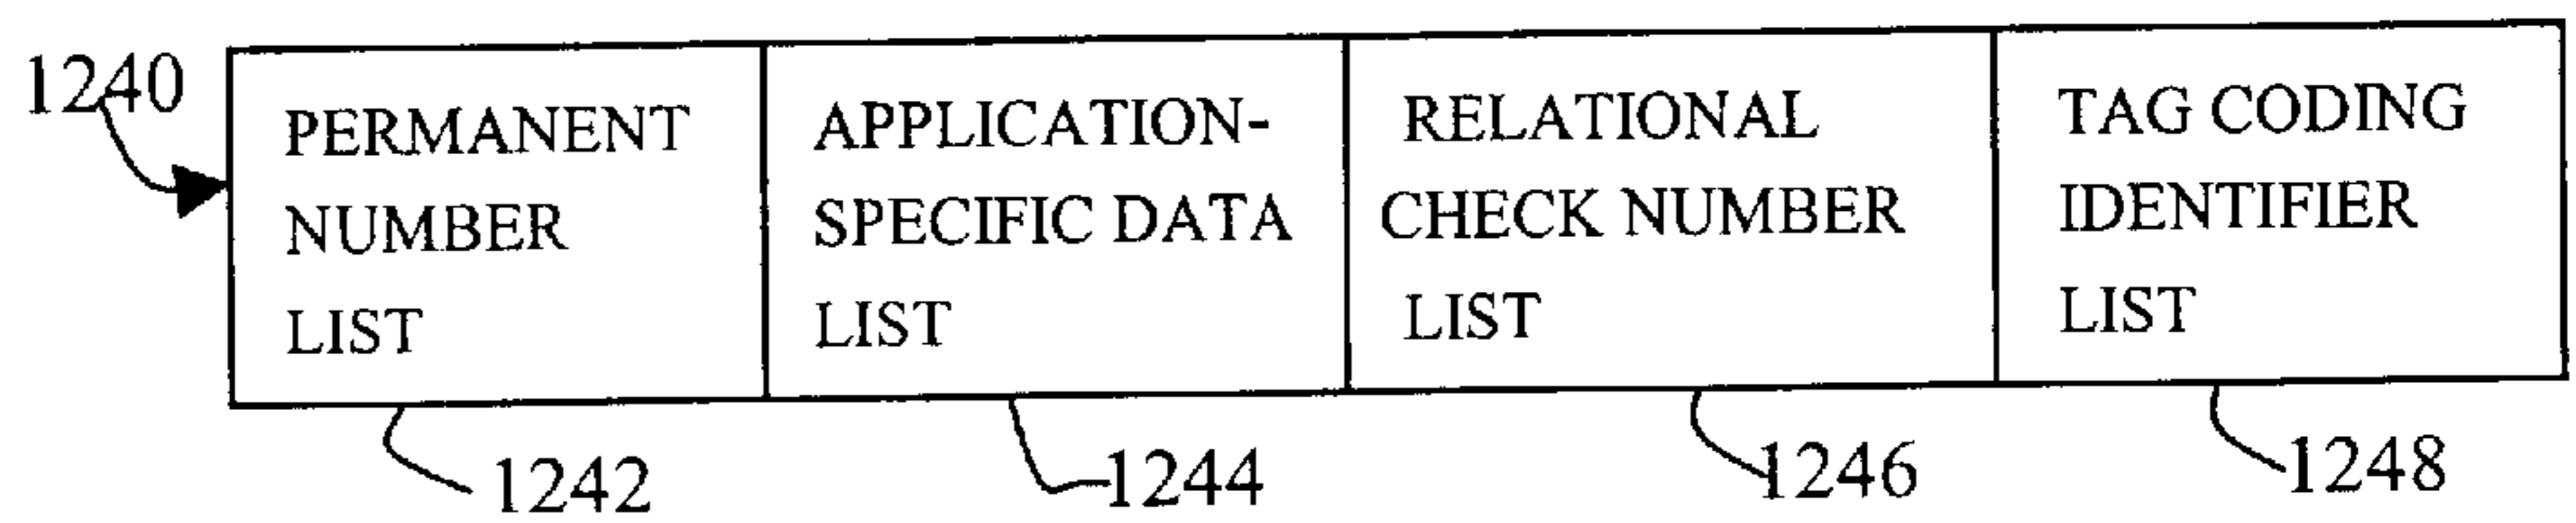 1240
PERMANENT
NUMBER
LIST
APPLICATION-
SPECIFIC DATA
LIST
RELATIONAL
CHECK NUMBER
LIST
TAG CODING
IDENTIFIER
LIST
1242
1244
1246
1248